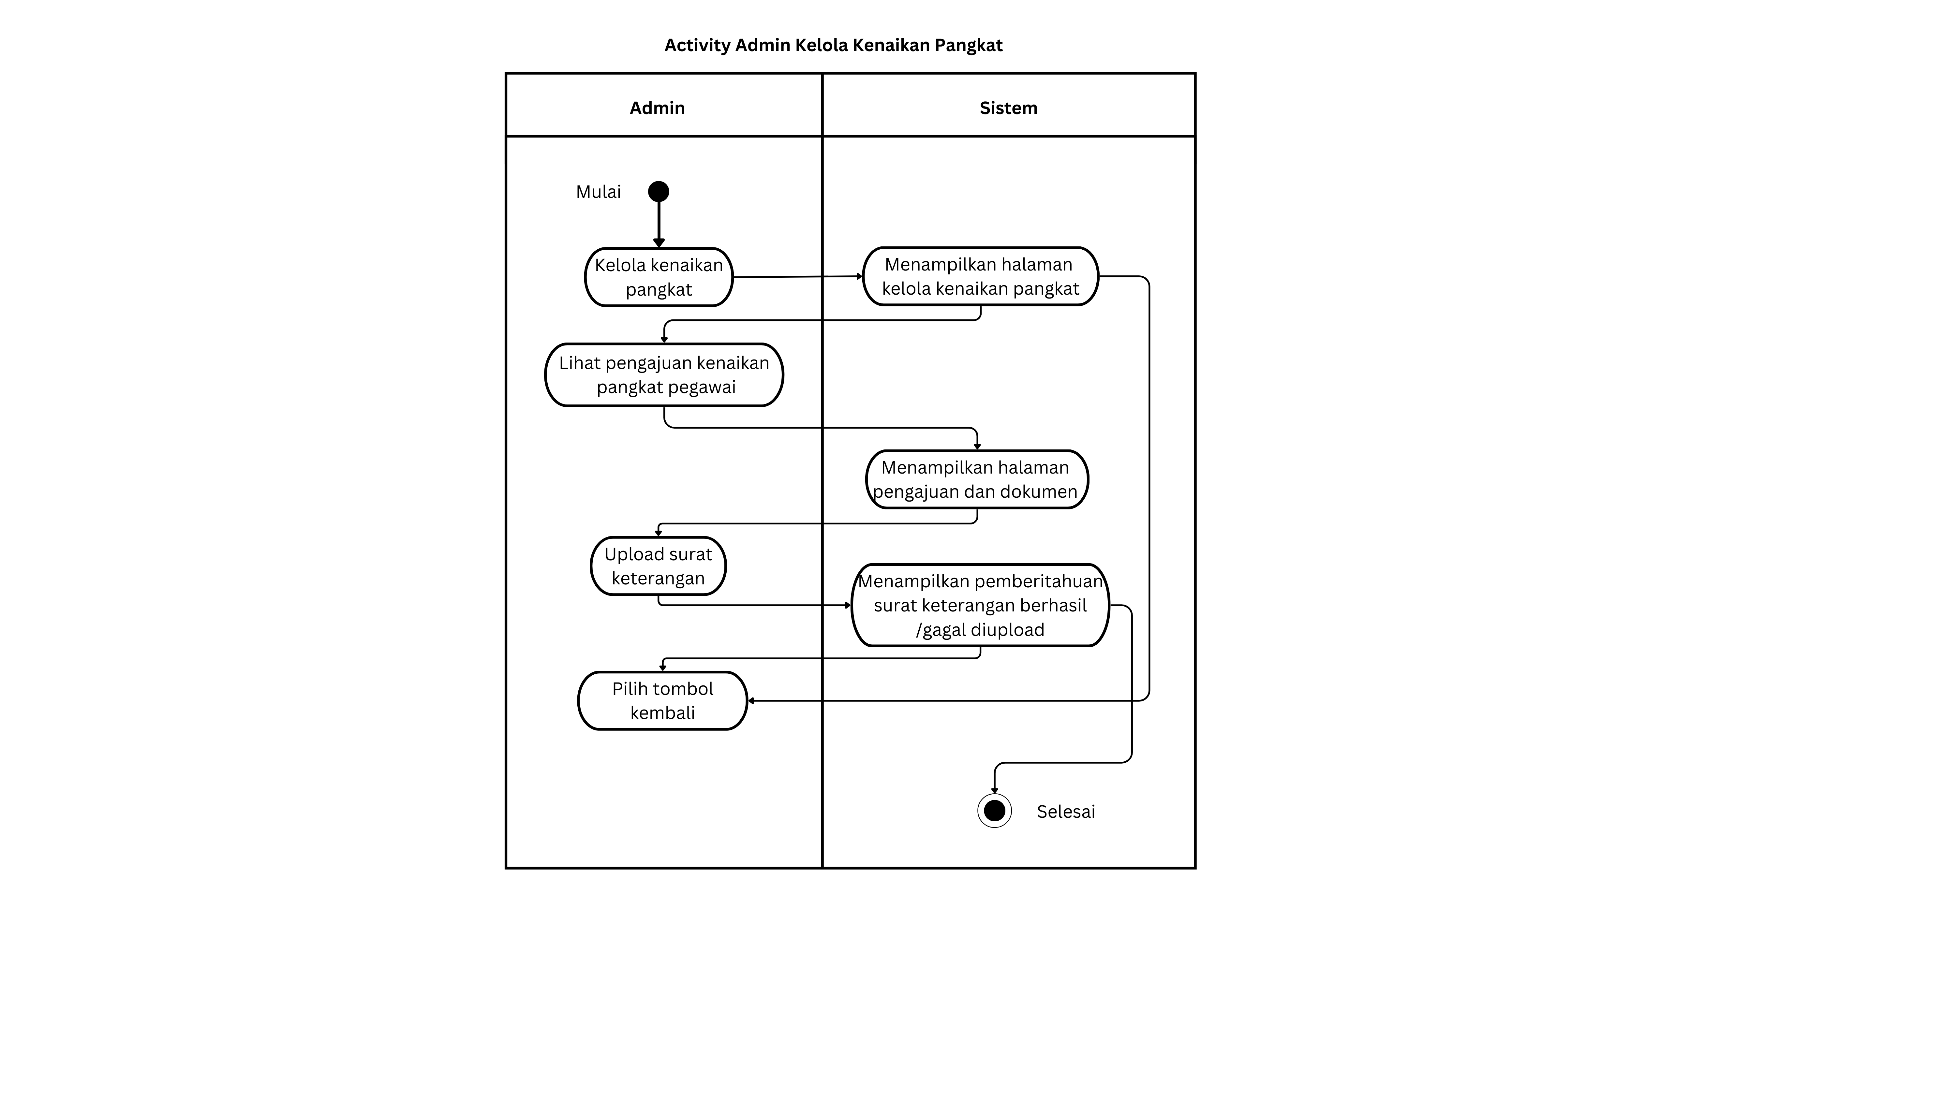 Activity Admin Kelola Kenaikan Pangkat
Admin
Sistem
Mulai
Kelola kenaikan
pangkat
Menampilkan halaman
kelola kenaikan pangkat
Lihat pengajuan kenaikan
pangkat pegawai
Menampilkan halaman
pengajuan dan dokumen
Upload surat
keterangan
Menampilkan pemberitahuan
surat keterangan berhasil
/gagal diupload
Pilih tombol
kembali
Selesai